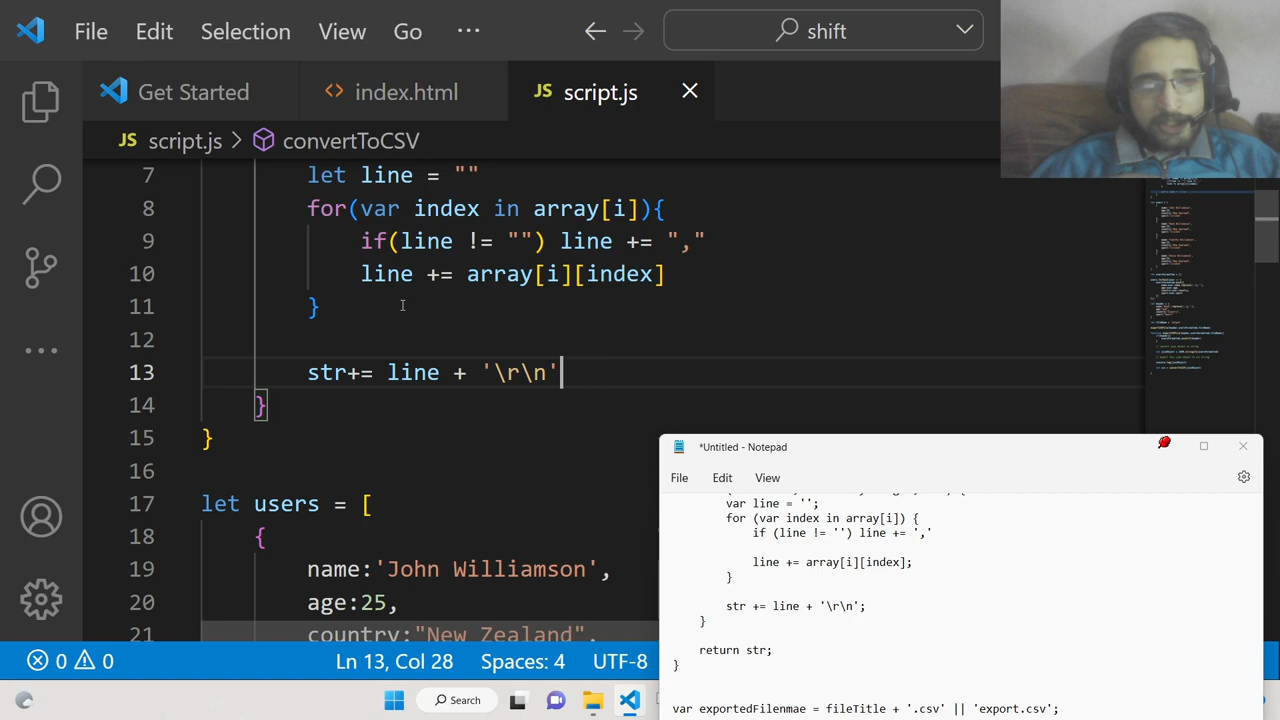 File Edit Selection View Go ··· shift
Get Started index.html JS script.js
JS script.js > convertToCSV
7 let line = ""
8 for(var index in array[i]){
9 if(line != "") line += ","
10 line += array[i][index]
11 }
12
13 str+= line + '\r\n'
14 }
15 }
16
17 let users = [
18 {
19 name:'John Williamson',
20 age:25,
21 country:"New Zealand",
0 0 Ln 13, Col 28 Spaces: 4 UTF-8
Search
*Untitled - Notepad
File Edit View
var line = '';
for (var index in array[i]) {
if (line != '') line += ','
line += array[i][index];
}
str += line + '\r\n';
}
return str;
}
var exportedFilenmae = fileTitle + '.csv' || 'export.csv';